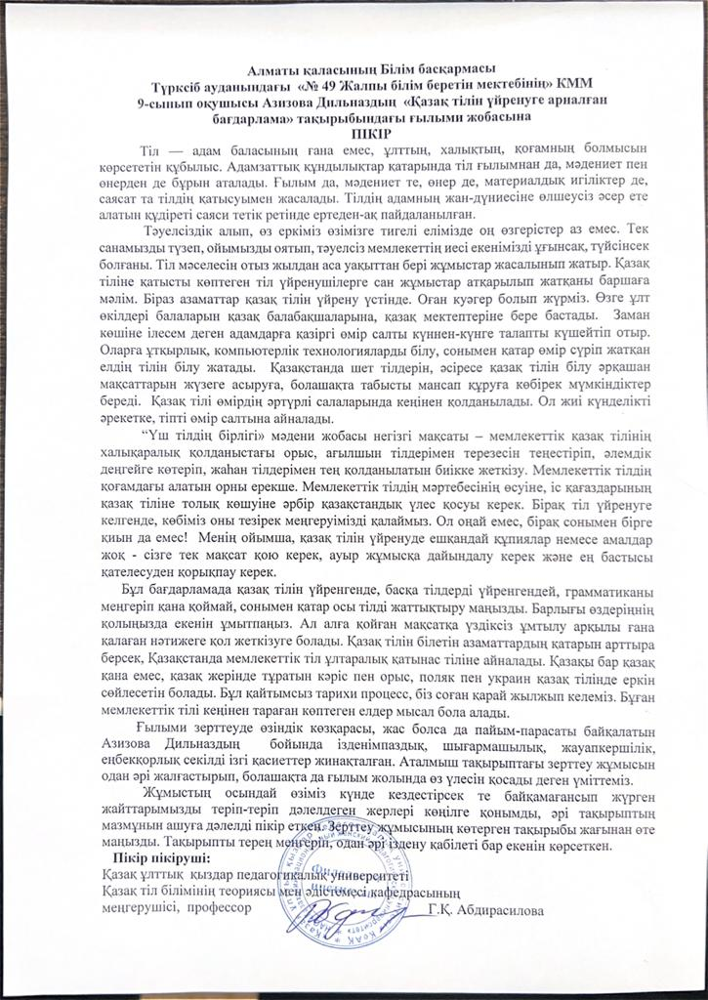 Алматы қаласының Білім басқармасы
Түрксіб ауданындағы «№ 49 Жалпы білім беретін мектебінің» КММ
9-сынып оқушысы Азизова Дильназдың «Қазақ тілін үйренуге арналған
бағдарлама» тақырыбындағы ғылыми жобасына
ПІКІР
Тіл — адам баласының ғана емес, ұлттың, халықтың, қоғамның болмысын
көрсететін құбылыс. Адамзаттық құндылықтар қатарында тіл ғылымнан да, мәдениет пен
өнерден де бұрын аталады. Ғылым да, мәдениет те, өнер де, материалдық игіліктер де,
саясат та тілдің қатысуымен жасалады. Тілдің адамның жан-дүниесіне өлшеусіз әсер ете
алатын құдіреті саяси тетік ретінде ертеден-ақ пайдаланылған.
Тәуелсіздік алып, өз еркіміз өзімізге тигелі елімізде оң өзгерістер аз емес. Тек
санамызды түзеп, ойымызды оятып, тәуелсіз мемлекеттің иесі екенімізді ұғынсақ, түйсінсек
болғаны. Тіл мәселесін отыз жылдан аса уақыттан бері жұмыстар жасалынып жатыр. Қазақ
тіліне қатысты көптеген тіл үйренушілерге сан жұмыстар атқарылып жатқаны баршаға
мәлім. Біраз азаматтар қазақ тілін үйрену үстінде. Оған куәгер болып жүрміз. Өзге ұлт
өкілдері балаларын қазақ балабақшаларына, қазақ мектептеріне бере бастады. Заман
көшіне ілесем деген адамдарға қазіргі өмір салты күннен-күнге талапты күшейтіп отыр.
Оларға ұтқырлық, компьютерлік технологияларды білу, сонымен қатар өмір сүріп жатқан
елдің тілін білу жатады. Қазақстанда шет тілдерін, әсіресе қазақ тілін білу әрқашан
мақсаттарын жүзеге асыруға, болашақта табысты мансап құруға көбірек мүмкіндіктер
береді. Қазақ тілі өмірдің әртүрлі салаларында кеңінен қолданылады. Ол жиі күнделікті
әрекетке, тіпті өмір салтына айналады.
“Үш тілдің бірлігі» мәдени жобасы негізгі мақсаты – мемлекеттік қазақ тілінің
халықаралық қолданыстағы орыс, ағылшын тілдерімен терезесін теңестіріп, әлемдік
деңгейге көтеріп, жаһан тілдерімен тең қолданылатын биікке жеткізу. Мемлекеттік тілдің
қоғамдағы алатын орны ерекше. Мемлекеттік тілдің мәртебесінің өсуіне, іс қағаздарының
қазақ тіліне толық көшуіне әрбір қазақстандық үлес қосуы керек. Бірақ тіл үйренуге
келгенде, көбіміз оны тезірек меңгеруімізді қалаймыз. Ол оңай емес, бірақ сонымен бірге
қиын да емес! Менің ойымша, қазақ тілін үйренуде ешқандай құпиялар немесе амалдар
жоқ - сізге тек мақсат қою керек, ауыр жұмысқа дайындалу керек және ең бастысы
қателесуден қорықпау керек.
Бұл бағдарламада қазақ тілін үйренгенде, басқа тілдерді үйренгендей, грамматиканы
меңгеріп қана қоймай, сонымен қатар осы тілді жаттықтыру маңызды. Барлығы өздеріңнің
қолыңызда екенін ұмытпаңыз. Ал алға қойған мақсатқа үздіксіз ұмтылу арқылы ғана
қалаған нәтижеге қол жеткізуге болады. Қазақ тілін білетін азаматтардың қатарын арттыра
берсек, Қазақстанда мемлекеттік тіл ұлтаралық қатынас тіліне айналады. Қазақы бар қазақ
қана емес, қазақ жерінде тұратын кәріс пен орыс, поляк пен украин қазақ тілінде еркін
сөйлесетін болады. Бұл қайтымсыз тарихи процесс, біз соған қарай жылжып келеміз. Бұған
мемлекеттік тілі кеңінен тараған көптеген елдер мысал бола алады.
Ғылыми зерттеуде өзіндік көзқарасы, жас болса да пайым-парасаты байқалатын
Азизова Дильназдың бойында ізденімпаздық, шығармашылық, жауапкершілік,
еңбекқорлық секілді ізгі қасиеттер жинақталған. Аталмыш тақырыптағы зерттеу жұмысын
одан әрі жалғастырып, болашақта да ғылым жолында өз үлесін қосады деген үміттеміз.
Жұмыстың осындай өзіміз күнде кездестірсек те байқамағансып жүрген
жайттарымызды теріп-теріп дәлелдеген жерлері көңілге қонымды, әрі тақырыптың
мазмұнын ашуға дәлелді пікір еткен. Зерттеу жұмысының көтерген тақырыбы жағынан өте
маңызды. Тақырыпты терең меңгеріп, одан әрі іздену қабілеті бар екенін көрсеткен.
Пікір пікіруші:
Қазақ ұлттық қыздар педагогикалық университеті
Қазақ тіл білімінің теориясы мен әдістемесі кафедрасының
меңгерушісі, профессор Г.Қ. Абдирасилова